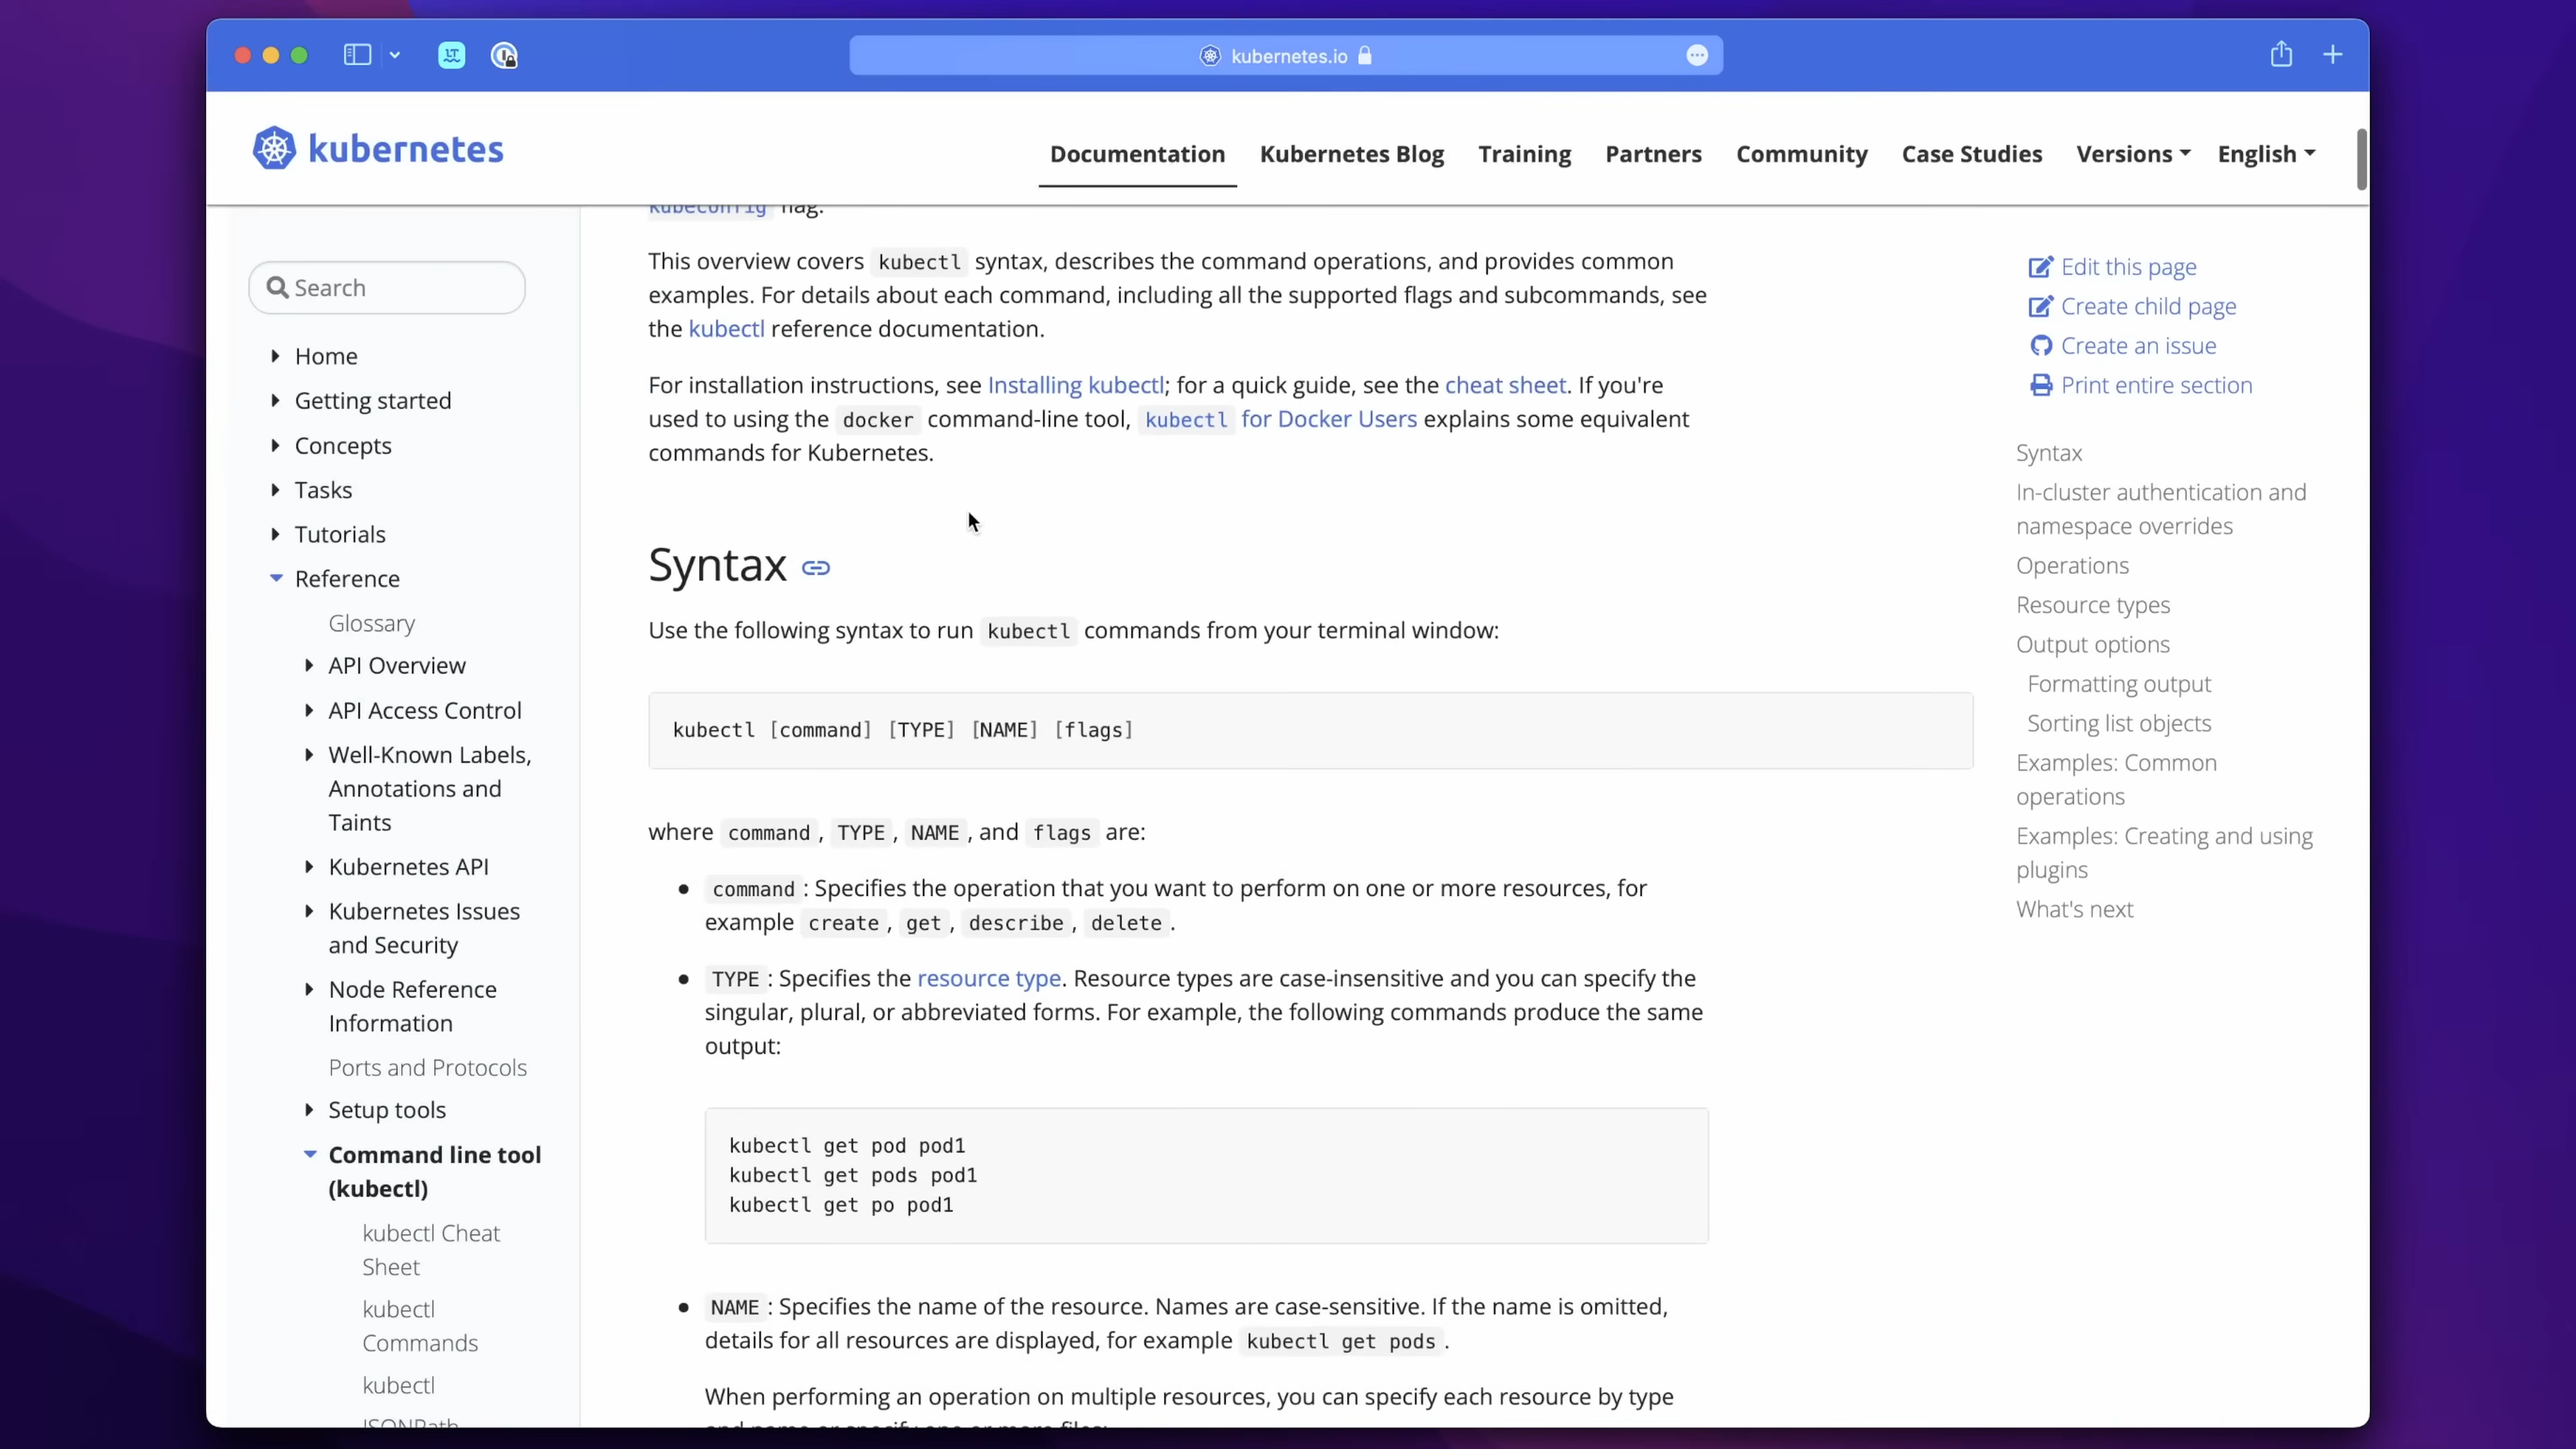 kubernetes.io
kubernetes
Documentation
Kubernetes Blog
Training
Partners
Community
Case Studies
Versions
English
Search
Home
Getting started
Concepts
Tasks
Tutorials
Reference
Glossary
API Overview
API Access Control
Well-Known Labels,
Annotations and
Taints
Kubernetes API
Kubernetes Issues
and Security
Node Reference
Information
Ports and Protocols
Setup tools
Command line tool
(kubectl)
kubectl Cheat
Sheet
kubectl
Commands
kubectl
JSONPath
kubeconfig flag.
This overview covers kubectl syntax, describes the command operations, and provides common
examples. For details about each command, including all the supported flags and subcommands, see
the kubectl reference documentation.
For installation instructions, see Installing kubectl; for a quick guide, see the cheat sheet. If you're
used to using the docker command-line tool, kubectl for Docker Users explains some equivalent
commands for Kubernetes.
Syntax
Use the following syntax to run kubectl commands from your terminal window:
kubectl [command] [TYPE] [NAME] [flags]
where command, TYPE, NAME, and flags are:
command: Specifies the operation that you want to perform on one or more resources, for
example create, get, describe, delete.
TYPE: Specifies the resource type. Resource types are case-insensitive and you can specify the
singular, plural, or abbreviated forms. For example, the following commands produce the same
output:
kubectl get pod pod1
kubectl get pods pod1
kubectl get po pod1
NAME: Specifies the name of the resource. Names are case-sensitive. If the name is omitted,
details for all resources are displayed, for example kubectl get pods.
When performing an operation on multiple resources, you can specify each resource by type
and name or specify one or more files:
Edit this page
Create child page
Create an issue
Print entire section
Syntax
In-cluster authentication and
namespace overrides
Operations
Resource types
Output options
Formatting output
Sorting list objects
Examples: Common
operations
Examples: Creating and using
plugins
What's next